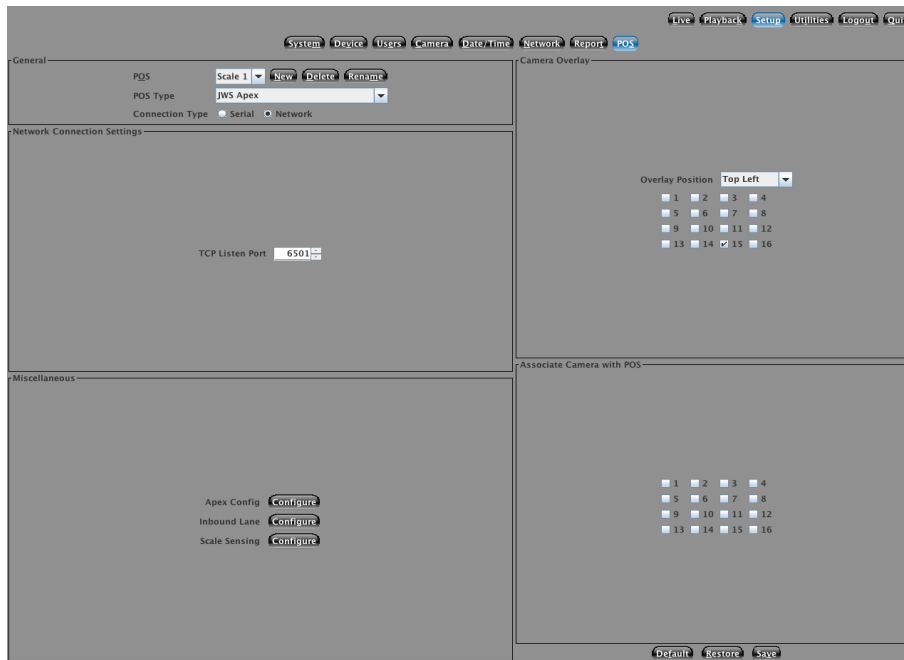 Live Playback Setup Utilities Logout Qui
System Device Users Camera Date/Time Network Report POS
General
POS Scale 1 New Delete Rename
POS Type JWS Apex
Connection Type Serial Network
Network Connection Settings
TCP Listen Port 6501
Miscellaneous
Apex Config Configure
Inbound Lane Configure
Scale Sensing Configure
Camera Overlay
Overlay Position Top Left
1 2 3 4
5 6 7 8
9 10 11 12
13 14 15 16
Associate Camera with POS
1 2 3 4
5 6 7 8
9 10 11 12
13 14 15 16
Default Restore Save